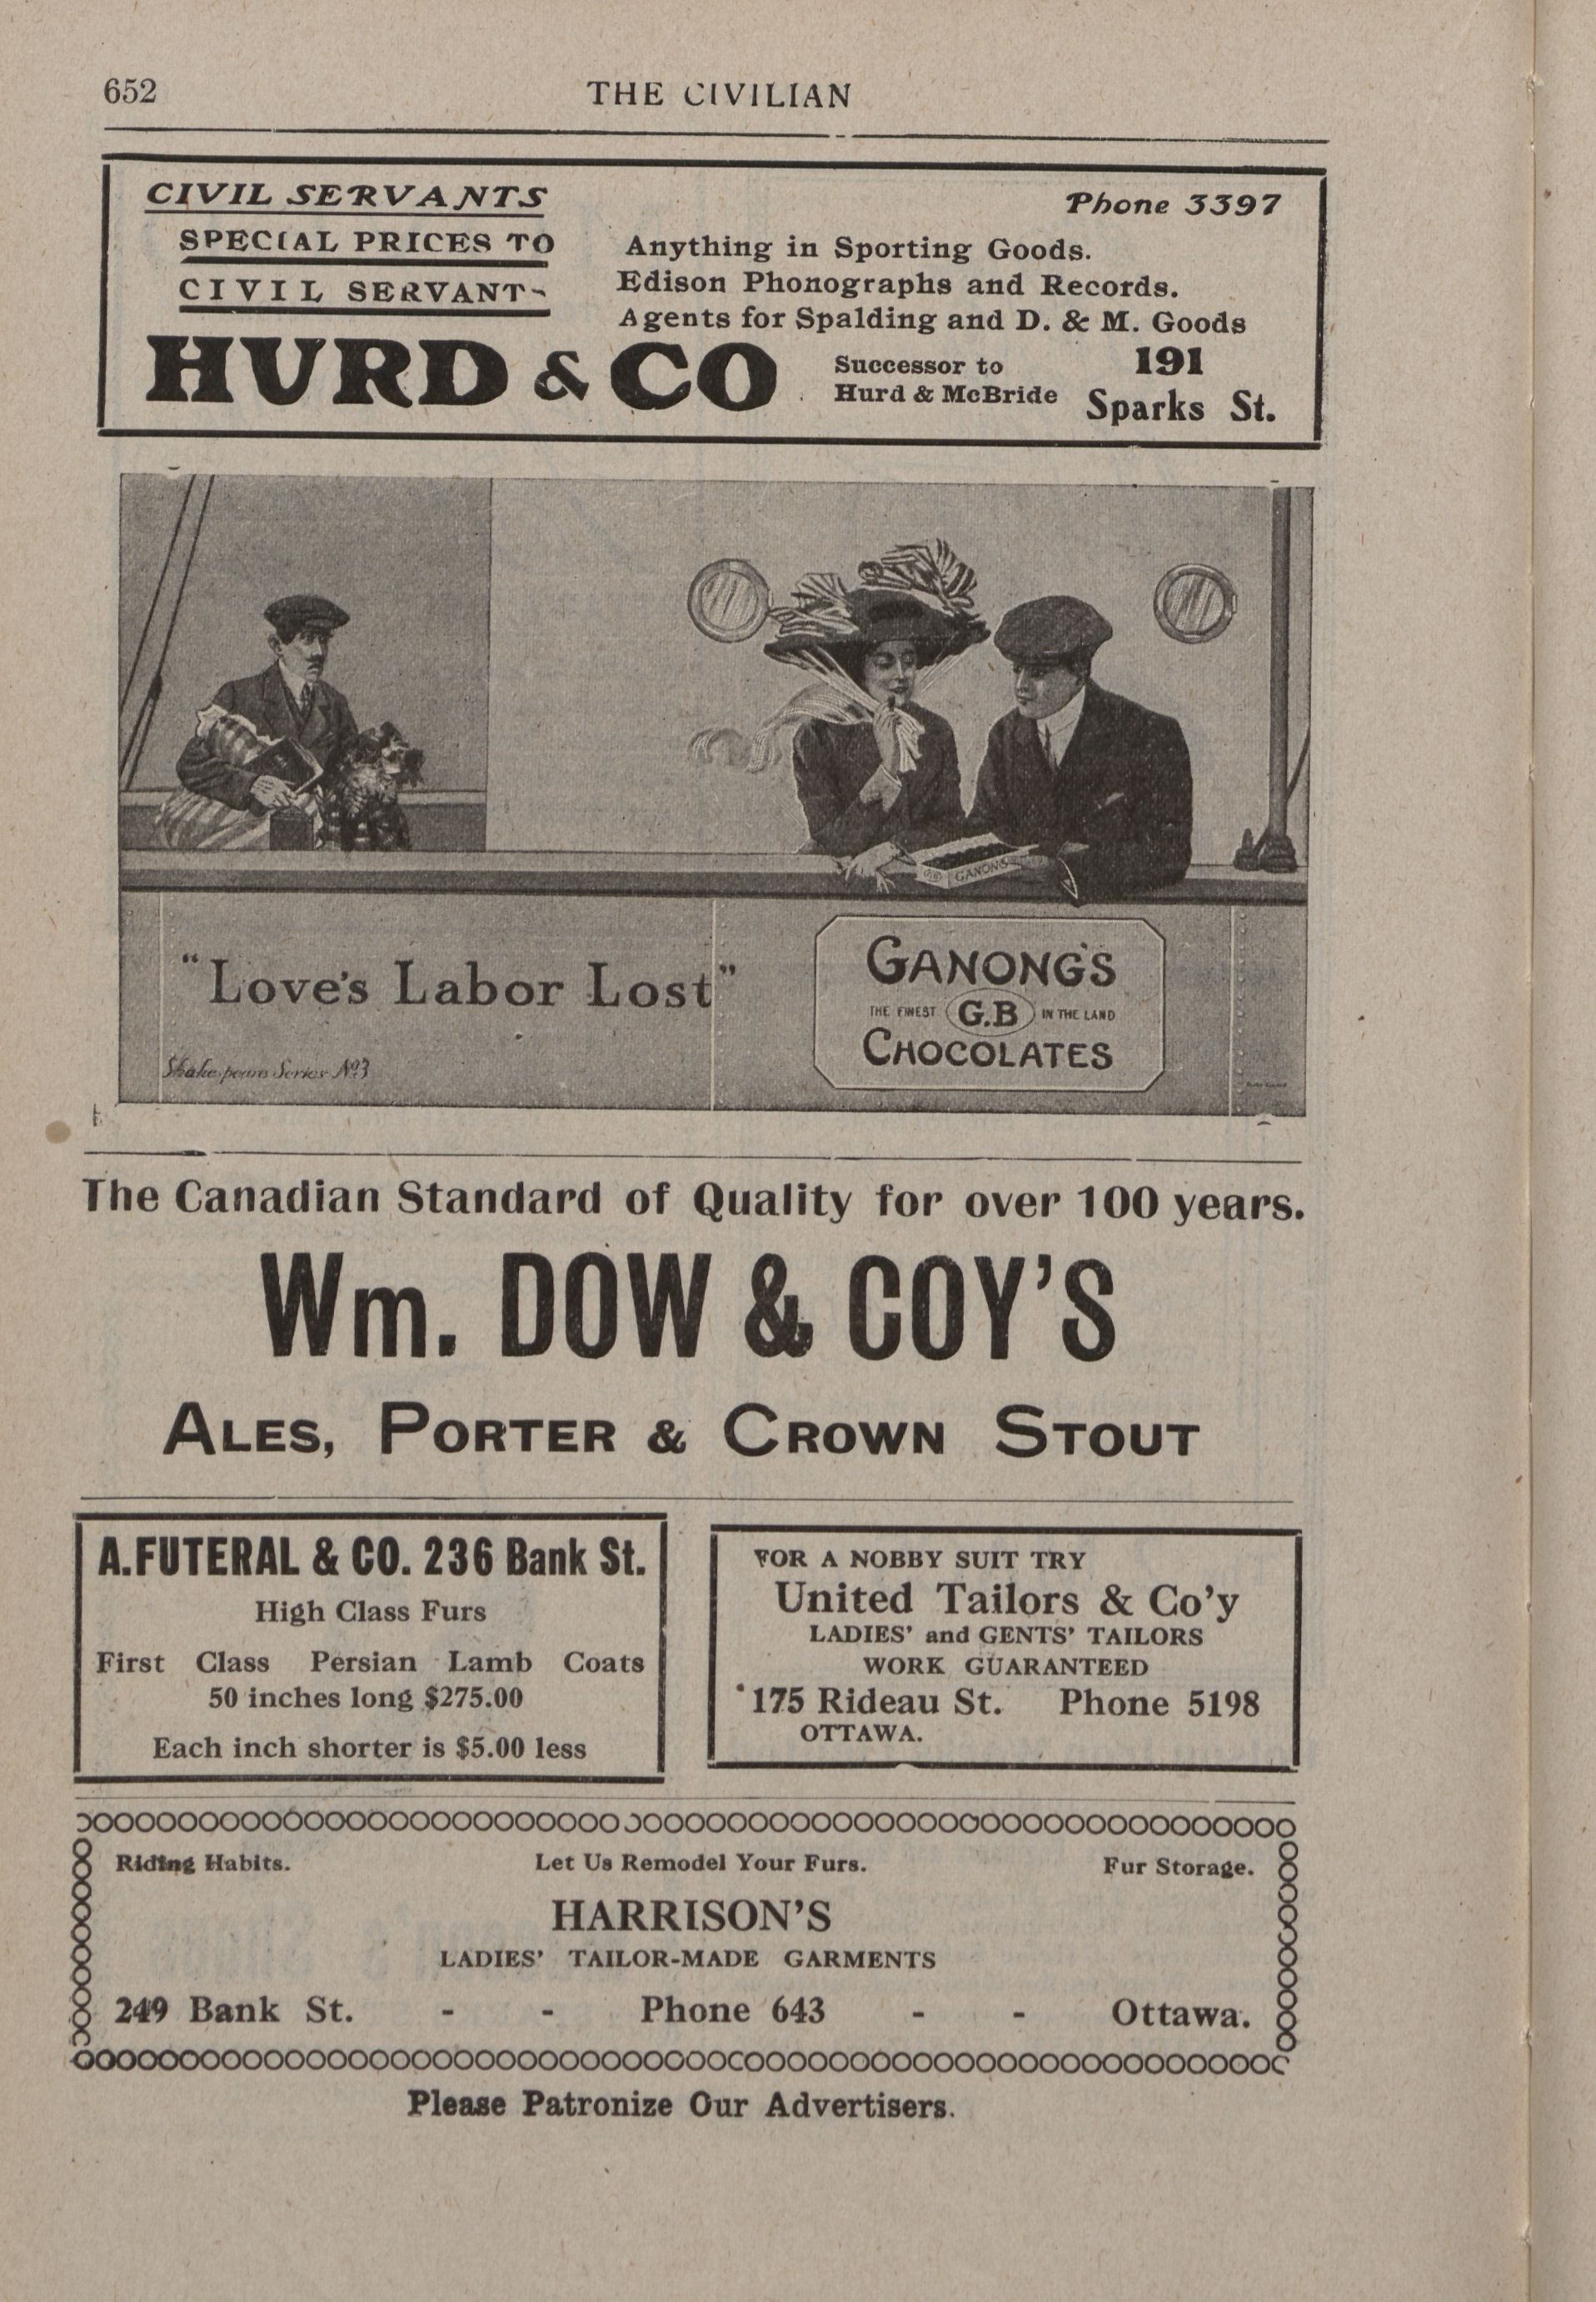 652
THE CIVILIAN
CIVIL SERVANTS
SPECIAL PRICES TO
CIVIL SERVANT-
Phone 3397
Anything in Sporting Goods.
Edison Phonographs and Records.
Agents for Spalding and D. & M. Goods
HURD & CO
Successor to
Hurd & McBride
191
Sparks St.
GANONG'S
"Love's Labor Lost"
Shakespeare Series No3
GANONG'S
THE FINEST G.B IN THE LAND
CHOCOLATES
The Canadian Standard of Quality for over 100 years.
Wm. DOW & COY'S
ALES, PORTER & CROWN STOUT
A. FUTERAL & CO. 236 Bank St.
High Class Furs
First Class Persian Lamb Coats
50 inches long $275.00
Each inch shorter is $5.00 less
FOR A NOBBY SUIT TRY
United Tailors & Co'y
LADIES' and GENTS' TAILORS
WORK GUARANTEED
175 Rideau St. Phone 5198
OTTAWA.
Riding Habits. Let Us Remodel Your Furs. Fur Storage.
HARRISON'S
LADIES' TAILOR-MADE GARMENTS
249 Bank St. - - Phone 643 - - Ottawa.
Please Patronize Our Advertisers.